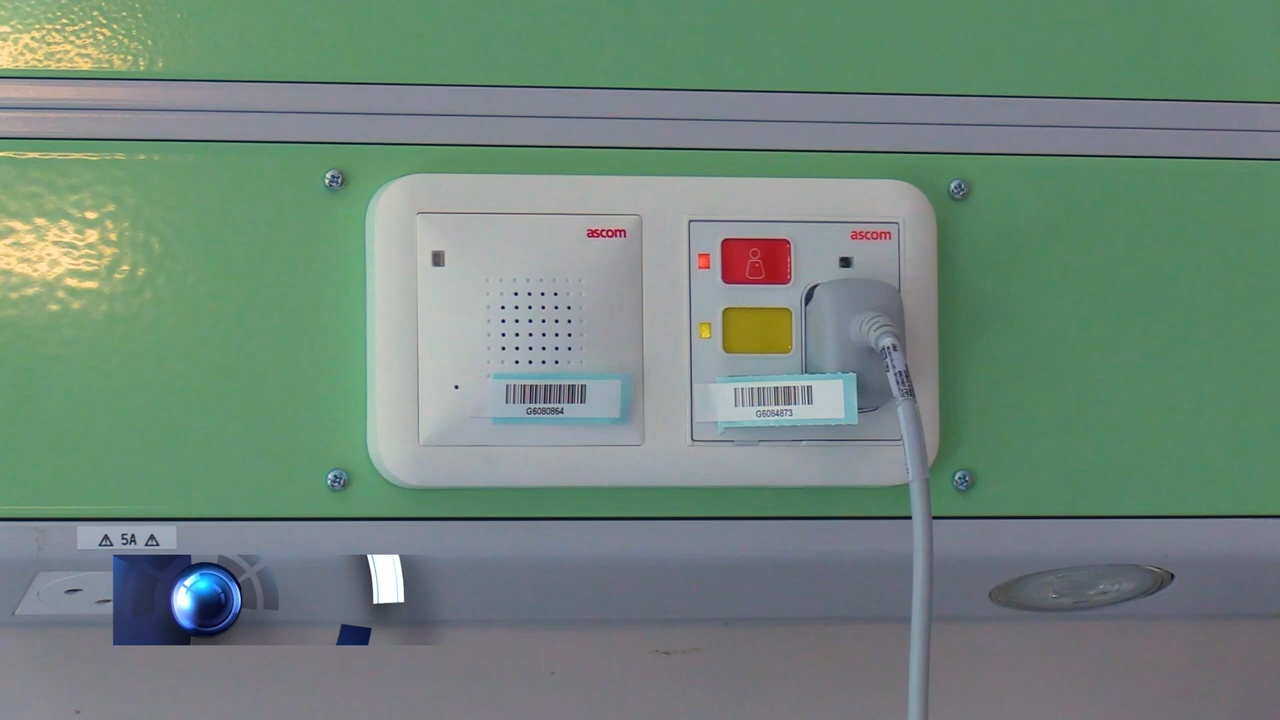 ascom
ascom
G6080864
G6084873
⚠ 5A ⚠